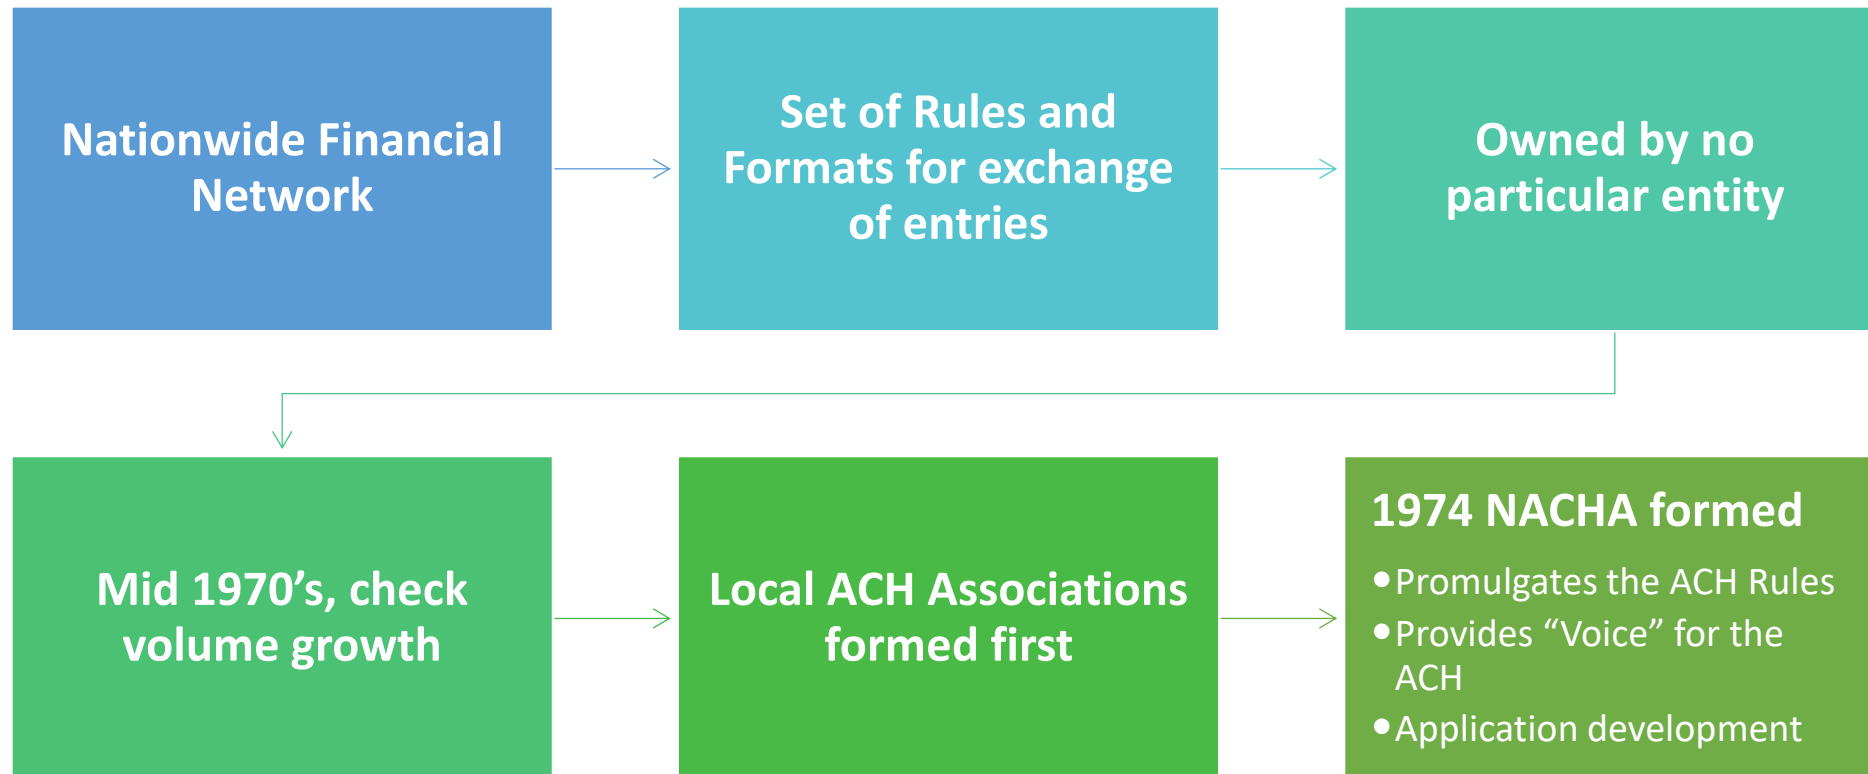 Nationwide Financial
Network
Set of Rules and
Formats for exchange
of entries
Owned by no
particular entity
Mid 1970’s, check
volume growth
Local ACH Associations
formed first
1974 NACHA formed
•Promulgates the ACH Rules
•Provides “Voice” for the
ACH
•Application development